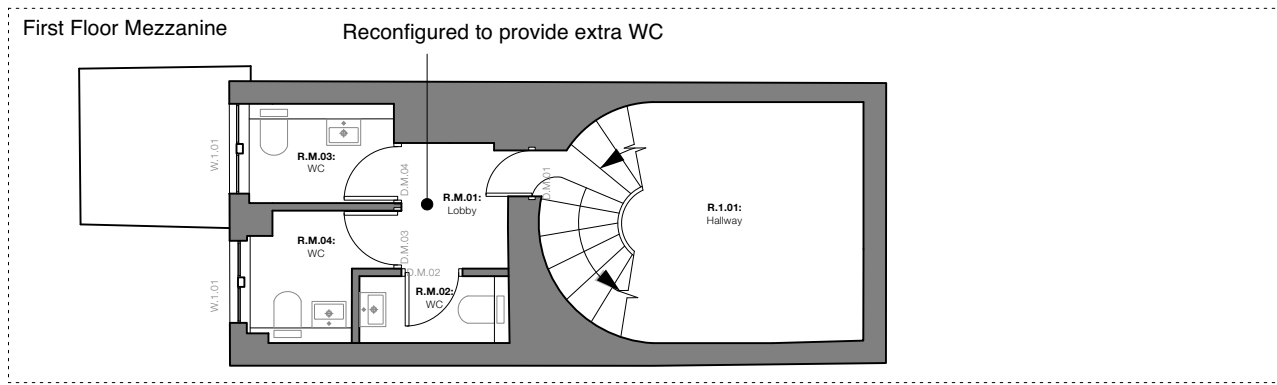 First Floor Mezzanine
Reconfigured to provide extra WC
W.1.01
R.M.03:
WC
D.M.04
R.M.01:
Lobby
D.M.01
R.1.01:
Hallway
R.M.04:
WC
D.M.03
D.M.02
R.M.02:
WC
W.1.01